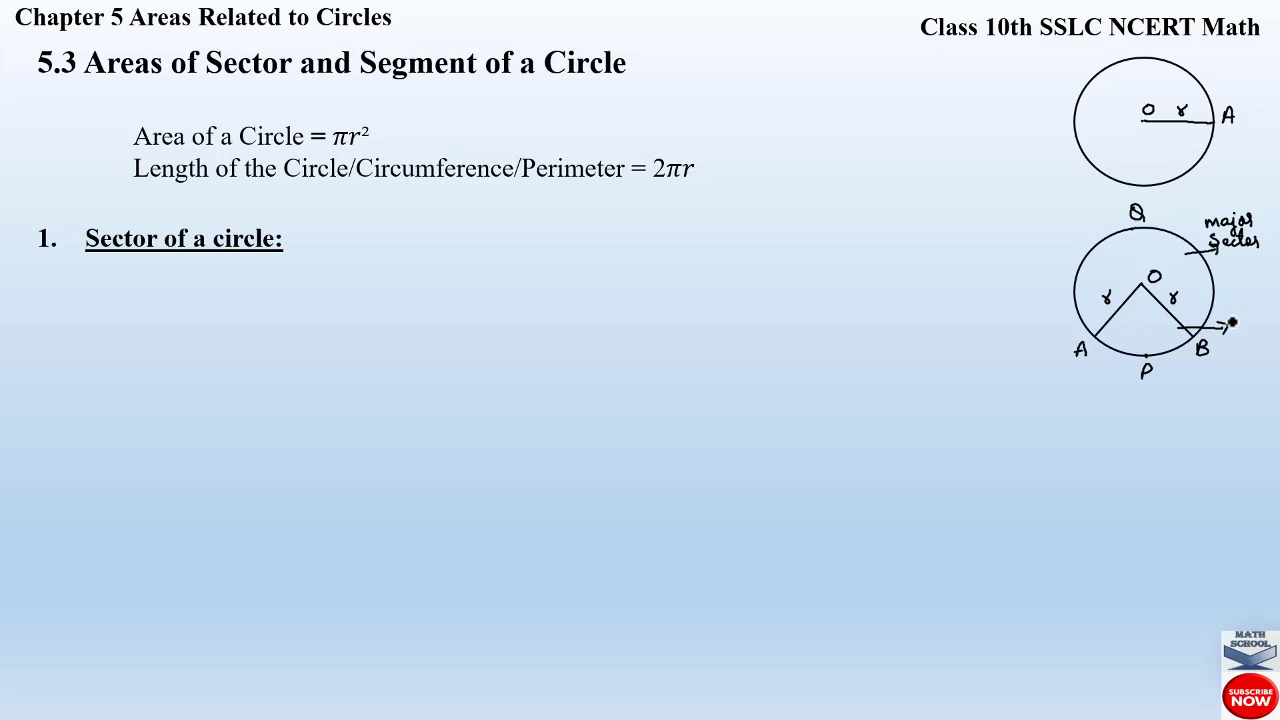 Chapter 5 Areas Related to Circles
Class 10th SSLC NCERT Math
5.3 Areas of Sector and Segment of a Circle
Area of a Circle = 𝜋𝑟²
Length of the Circle/Circumference/Perimeter = 2𝜋𝑟
1. Sector of a circle:
O r A
Q
major
Sector
O
r r
A B
P
MATH
SCHOOL
SUBSCRIBE
NOW